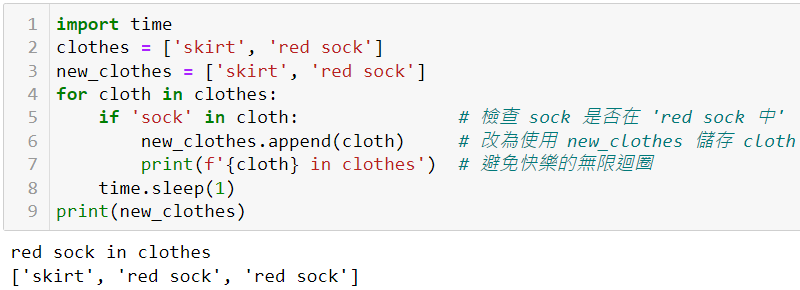 1 import time
2 clothes = ['skirt', 'red sock']
3 new_clothes = ['skirt', 'red sock']
4 for cloth in clothes:
5     if 'sock' in cloth:               # 檢查 sock 是否在 'red sock 中'
6         new_clothes.append(cloth)     # 改為使用 new_clothes 儲存 cloth
7         print(f'{cloth} in clothes')  # 避免快樂的無限迴圈
8     time.sleep(1)
9 print(new_clothes)
red sock in clothes
['skirt', 'red sock', 'red sock']